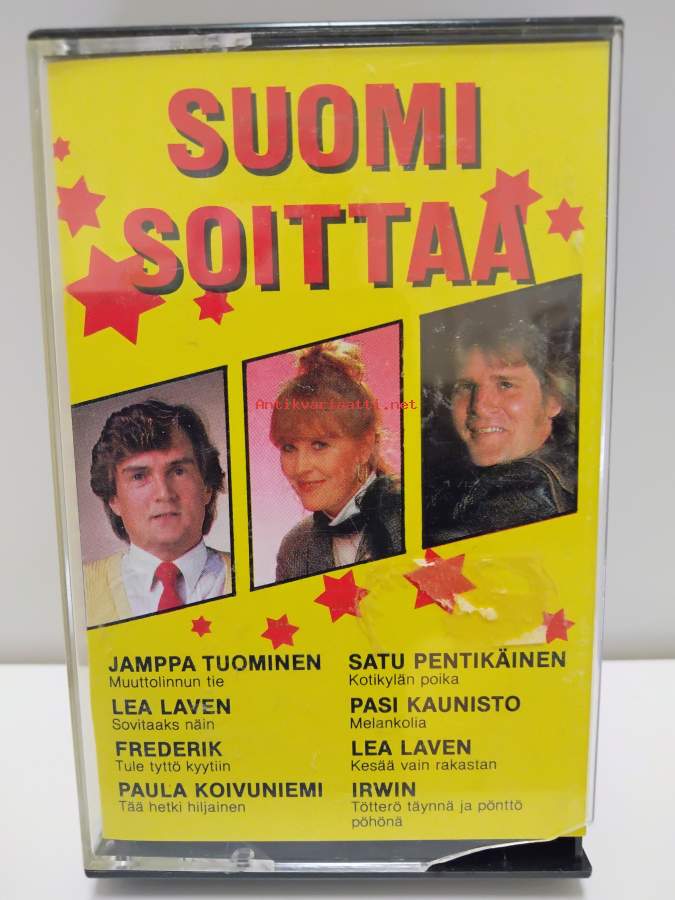 SUOMI
SOITTAA
Antikvariaatti.net
JAMPPA TUOMINEN
Muuttolinnun tie
LEA LAVEN
Sovitaaks näin
FREDERIK
Tule tyttö kyytiin
PAULA KOIVUNIEMI
Tää hetki hiljainen
SATU PENTIKÄINEN
Kotikylän poika
PASI KAUNISTO
Melankolia
LEA LAVEN
Kesää vain rakastan
IRWIN
Tötterö täynnä ja pönttö
pöhönä